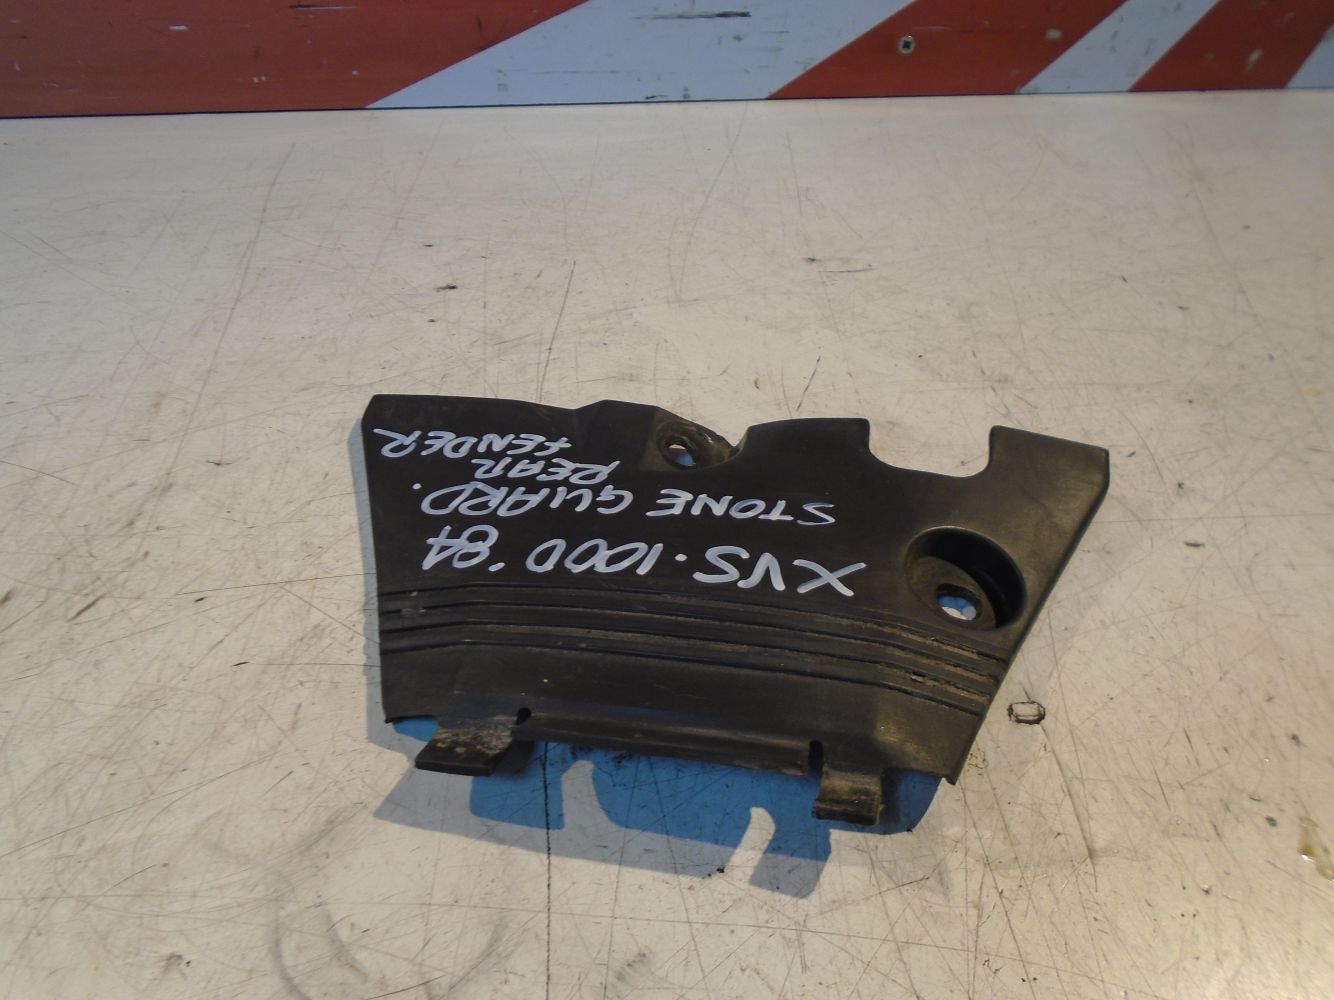 XVS.1000 '84
STONE GUARD.
REAR
FENDER